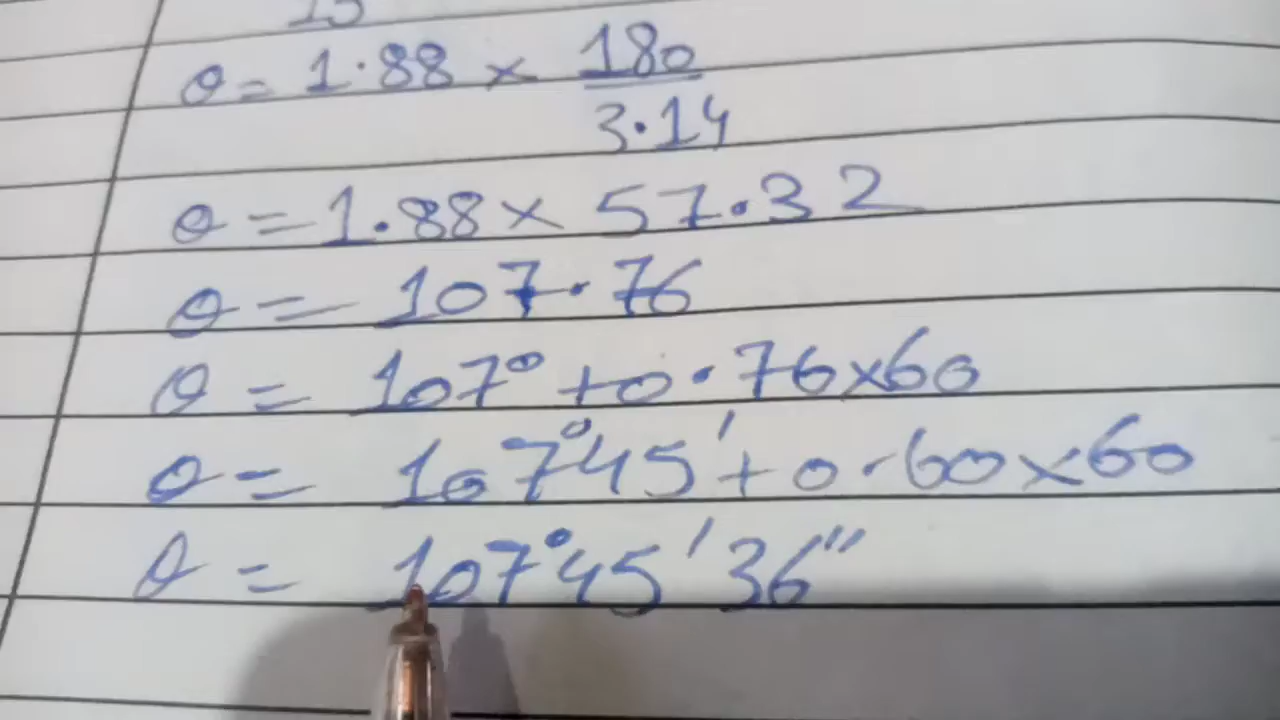 θ = 1.88 × 180/3.14
θ = 1.88 × 57.32
θ = 107.76
θ = 107° + 0.76×60
θ = 107°45' + 0.60×60
θ = 107°45'36"